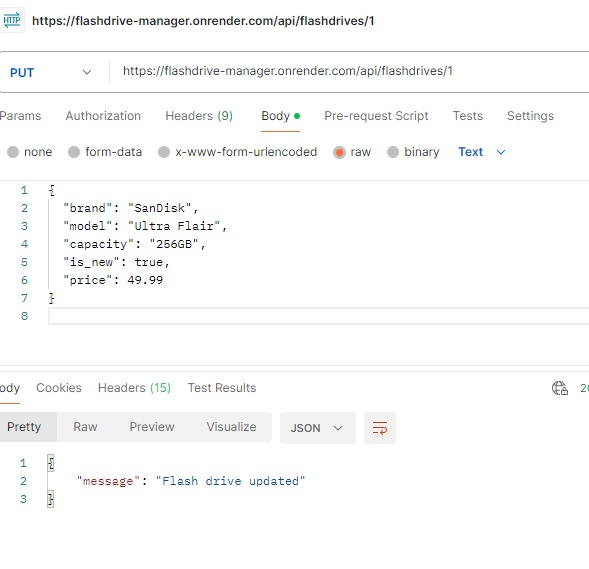 HTTP https://flashdrive-manager.onrender.com/api/flashdrives/1
PUT https://flashdrive-manager.onrender.com/api/flashdrives/1
Params Authorization Headers (9) Body Pre-request Script Tests Settings
none form-data x-www-form-urlencoded raw binary Text
1 {
2 "brand": "SanDisk",
3 "model": "Ultra Flair",
4 "capacity": "256GB",
5 "is_new": true,
6 "price": 49.99
7 }
8
ody Cookies Headers (15) Test Results 20
Pretty Raw Preview Visualize JSON
1 {
2 "message": "Flash drive updated"
3 }